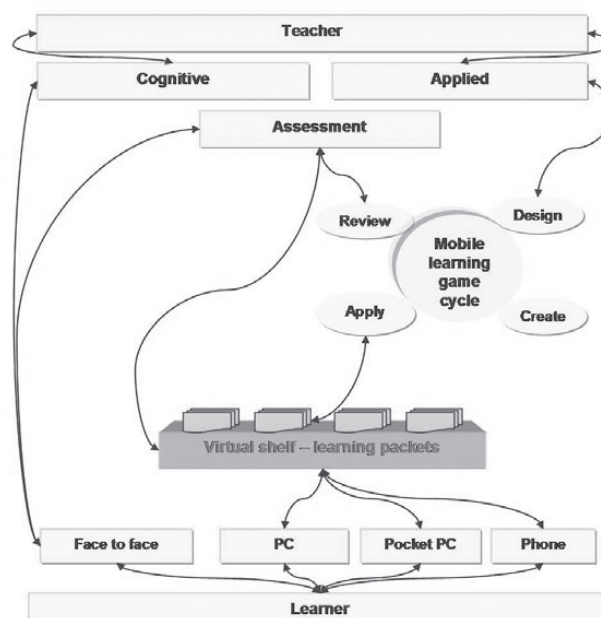 Teacher
Cognitive
Applied
Assessment
Review
Design
Mobile
learning
game
cycle
Apply
Create
Virtual shelf – learning packets
Face to face
PC
Pocket PC
Phone
Learner